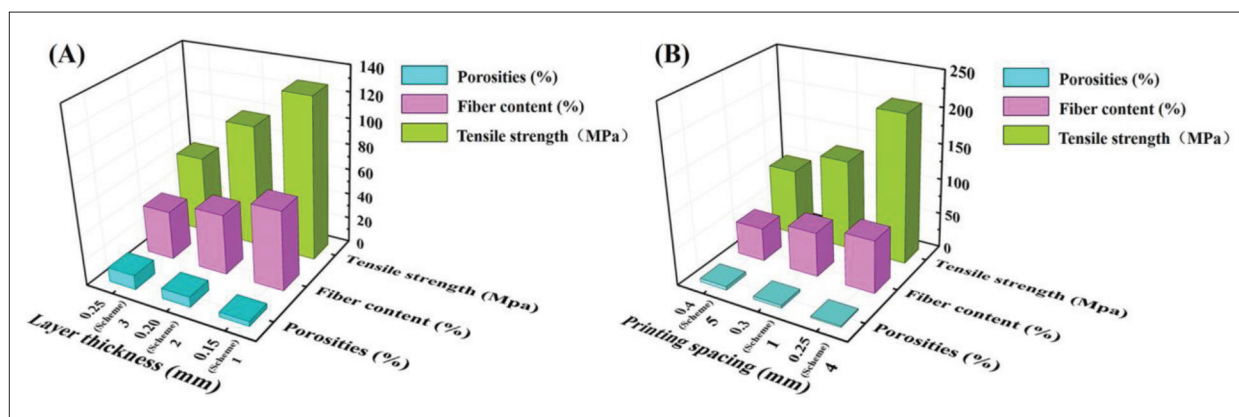 (A)
140
120
100
80
60
40
20
0
Porosities (%)
Fiber content (%)
Tensile strength（MPa）
0.25
(Scheme)
3
0.20
(Scheme)
2
0.15
(Scheme)
1
Layer thickness (mm)
Tensile strength (Mpa)
Fiber content (%)
Porosities (%)
(B)
250
200
150
100
50
0
Porosities (%)
Fiber content (%)
Tensile strength（MPa）
0.4
(Scheme)
5
0.3
(Scheme)
1
0.25
(Scheme)
4
Printing spacing (mm)
Tensile strength (Mpa)
Fiber content (%)
Porosities (%)